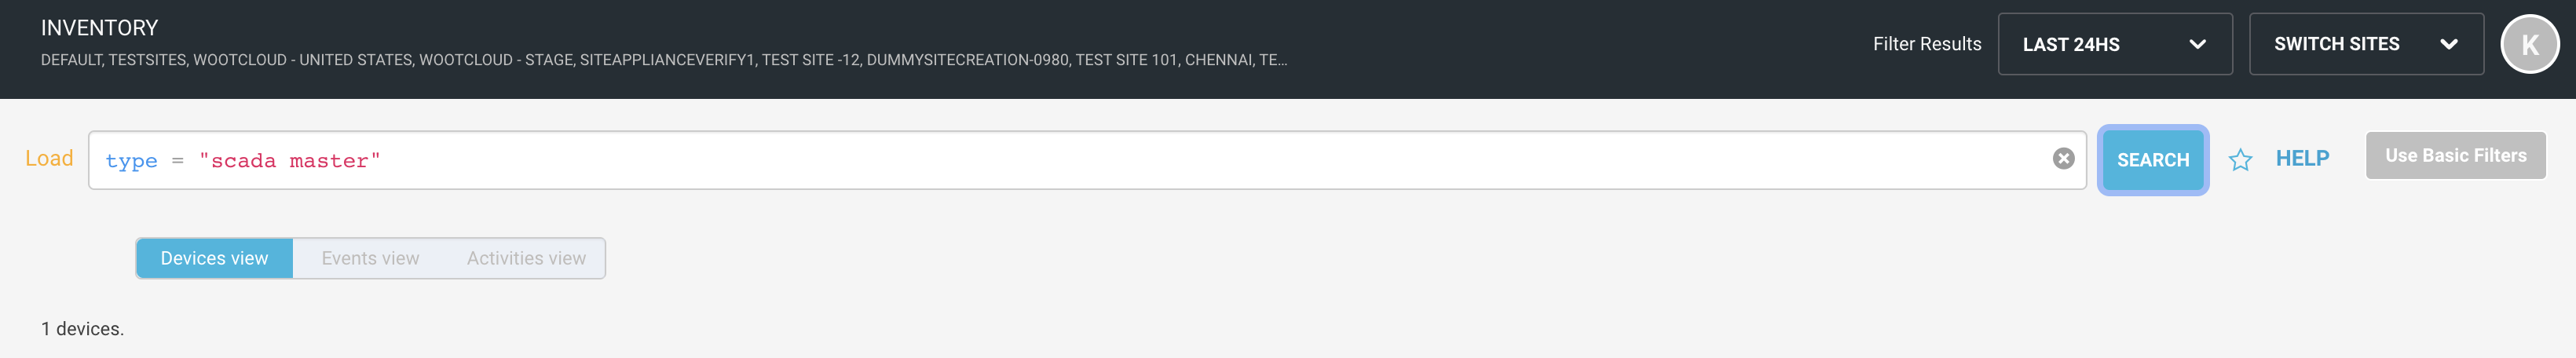 INVENTORY
DEFAULT, TESTSITES, WOOTCLOUD - UNITED STATES, WOOTCLOUD - STAGE, SITEAPPLIANCEVERIFY1, TEST SITE -12, DUMMYSITECREATION-0980, TEST SITE 101, CHENNAI, TE...
Filter Results LAST 24HS SWITCH SITES K
Load type = "scada master" SEARCH HELP Use Basic Filters
Devices view Events view Activities view
1 devices.